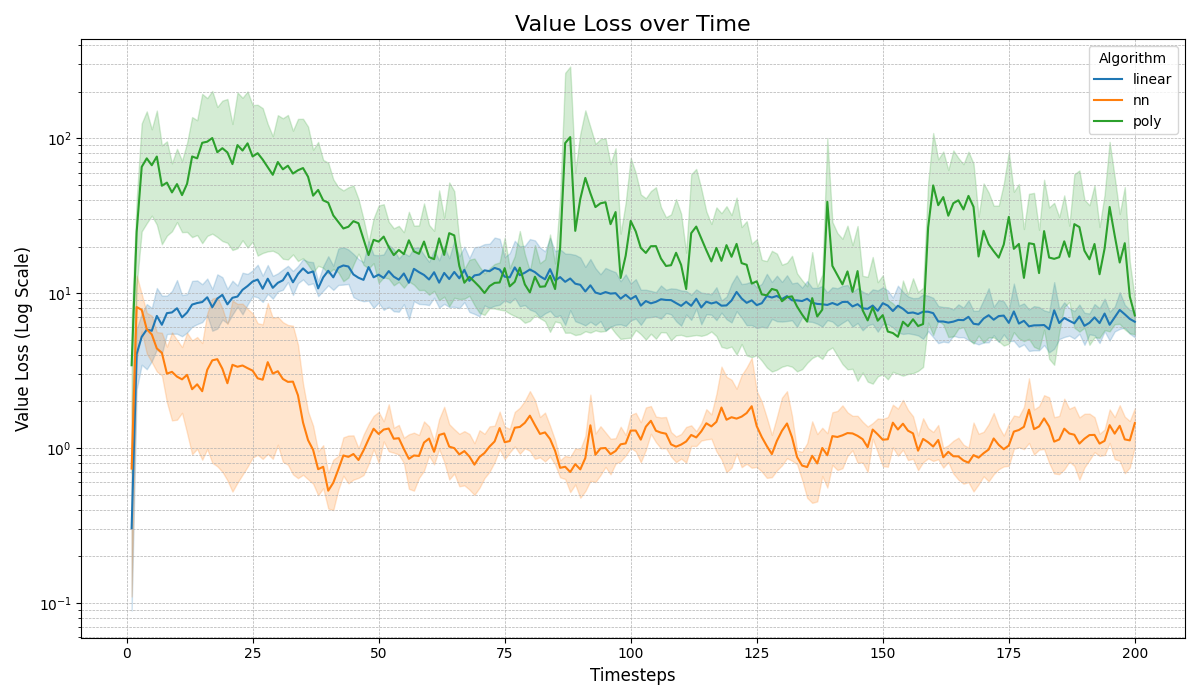 Value Loss over Time
Value Loss (Log Scale)
10²
10¹
10⁰
10⁻¹
0 25 50 75 100 125 150 175 200
Timesteps
Algorithm
linear
nn
poly